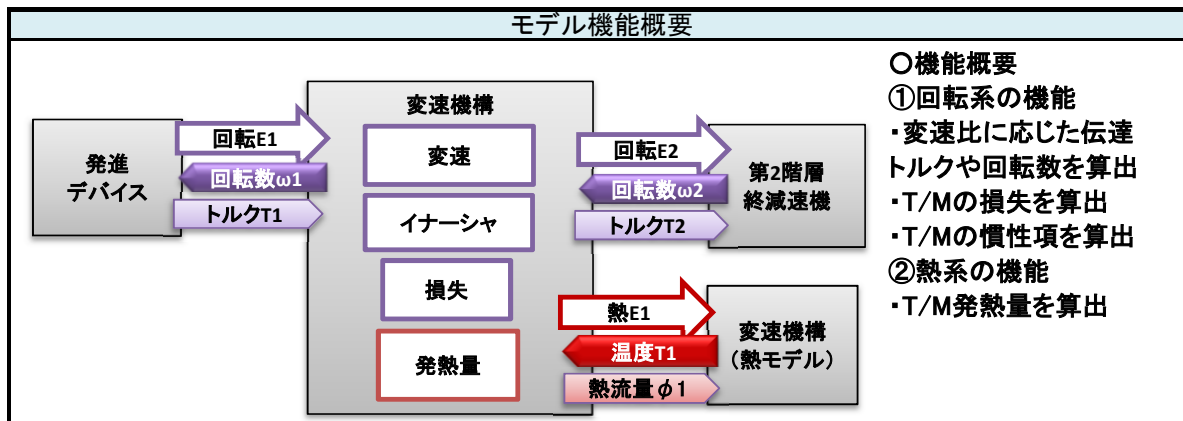 モデル機能概要
発進
デバイス
回転E1
回転数ω1
トルクT1
変速機構
変速
イナーシャ
損失
発熱量
回転E2
回転数ω2
トルクT2
第2階層
終減速機
熱E1
温度T1
熱流量φ1
変速機構
（熱モデル）
〇機能概要
①回転系の機能
・変速比に応じた伝達
トルクや回転数を算出
・T/Mの損失を算出
・T/Mの慣性項を算出
②熱系の機能
・T/M発熱量を算出